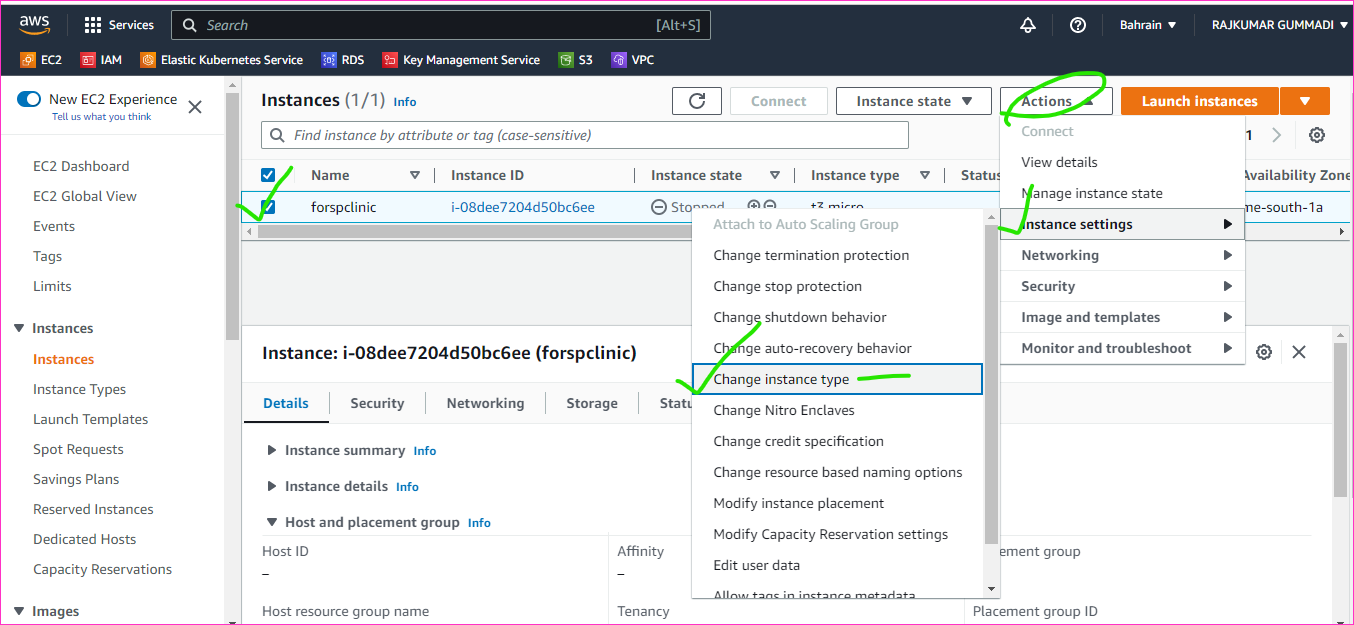 aws Services Search [Alt+S] Bahrain RAJKUMAR GUMMADI
EC2 IAM Elastic Kubernetes Service RDS Key Management Service S3 VPC
New EC2 Experience
Tell us what you think
EC2 Dashboard
EC2 Global View
Events
Tags
Limits
Instances
Instances
Instance Types
Launch Templates
Spot Requests
Savings Plans
Reserved Instances
Dedicated Hosts
Capacity Reservations
Images
Instances (1/1) Info
Connect Instance state Actions Launch instances
Find instance by attribute or tag (case-sensitive) 1
Name Instance ID Instance state Instance type Status Availability Zone
forspclinic i-08dee7204d50bc6ee Stopped t3.micro me-south-1a
Connect
View details
Manage instance state
Instance settings
Networking
Security
Image and templates
Monitor and troubleshoot
Attach to Auto Scaling Group
Change termination protection
Change stop protection
Change shutdown behavior
Change auto-recovery behavior
Change instance type
Change Nitro Enclaves
Change credit specification
Change resource based naming options
Modify instance placement
Modify Capacity Reservation settings
Edit user data
Allow tags in instance metadata
Instance: i-08dee7204d50bc6ee (forspclinic)
Details Security Networking Storage Statu
Instance summary Info
Instance details Info
Host and placement group Info
Host ID Affinity ement group
– –
Host resource group name Tenancy Placement group ID